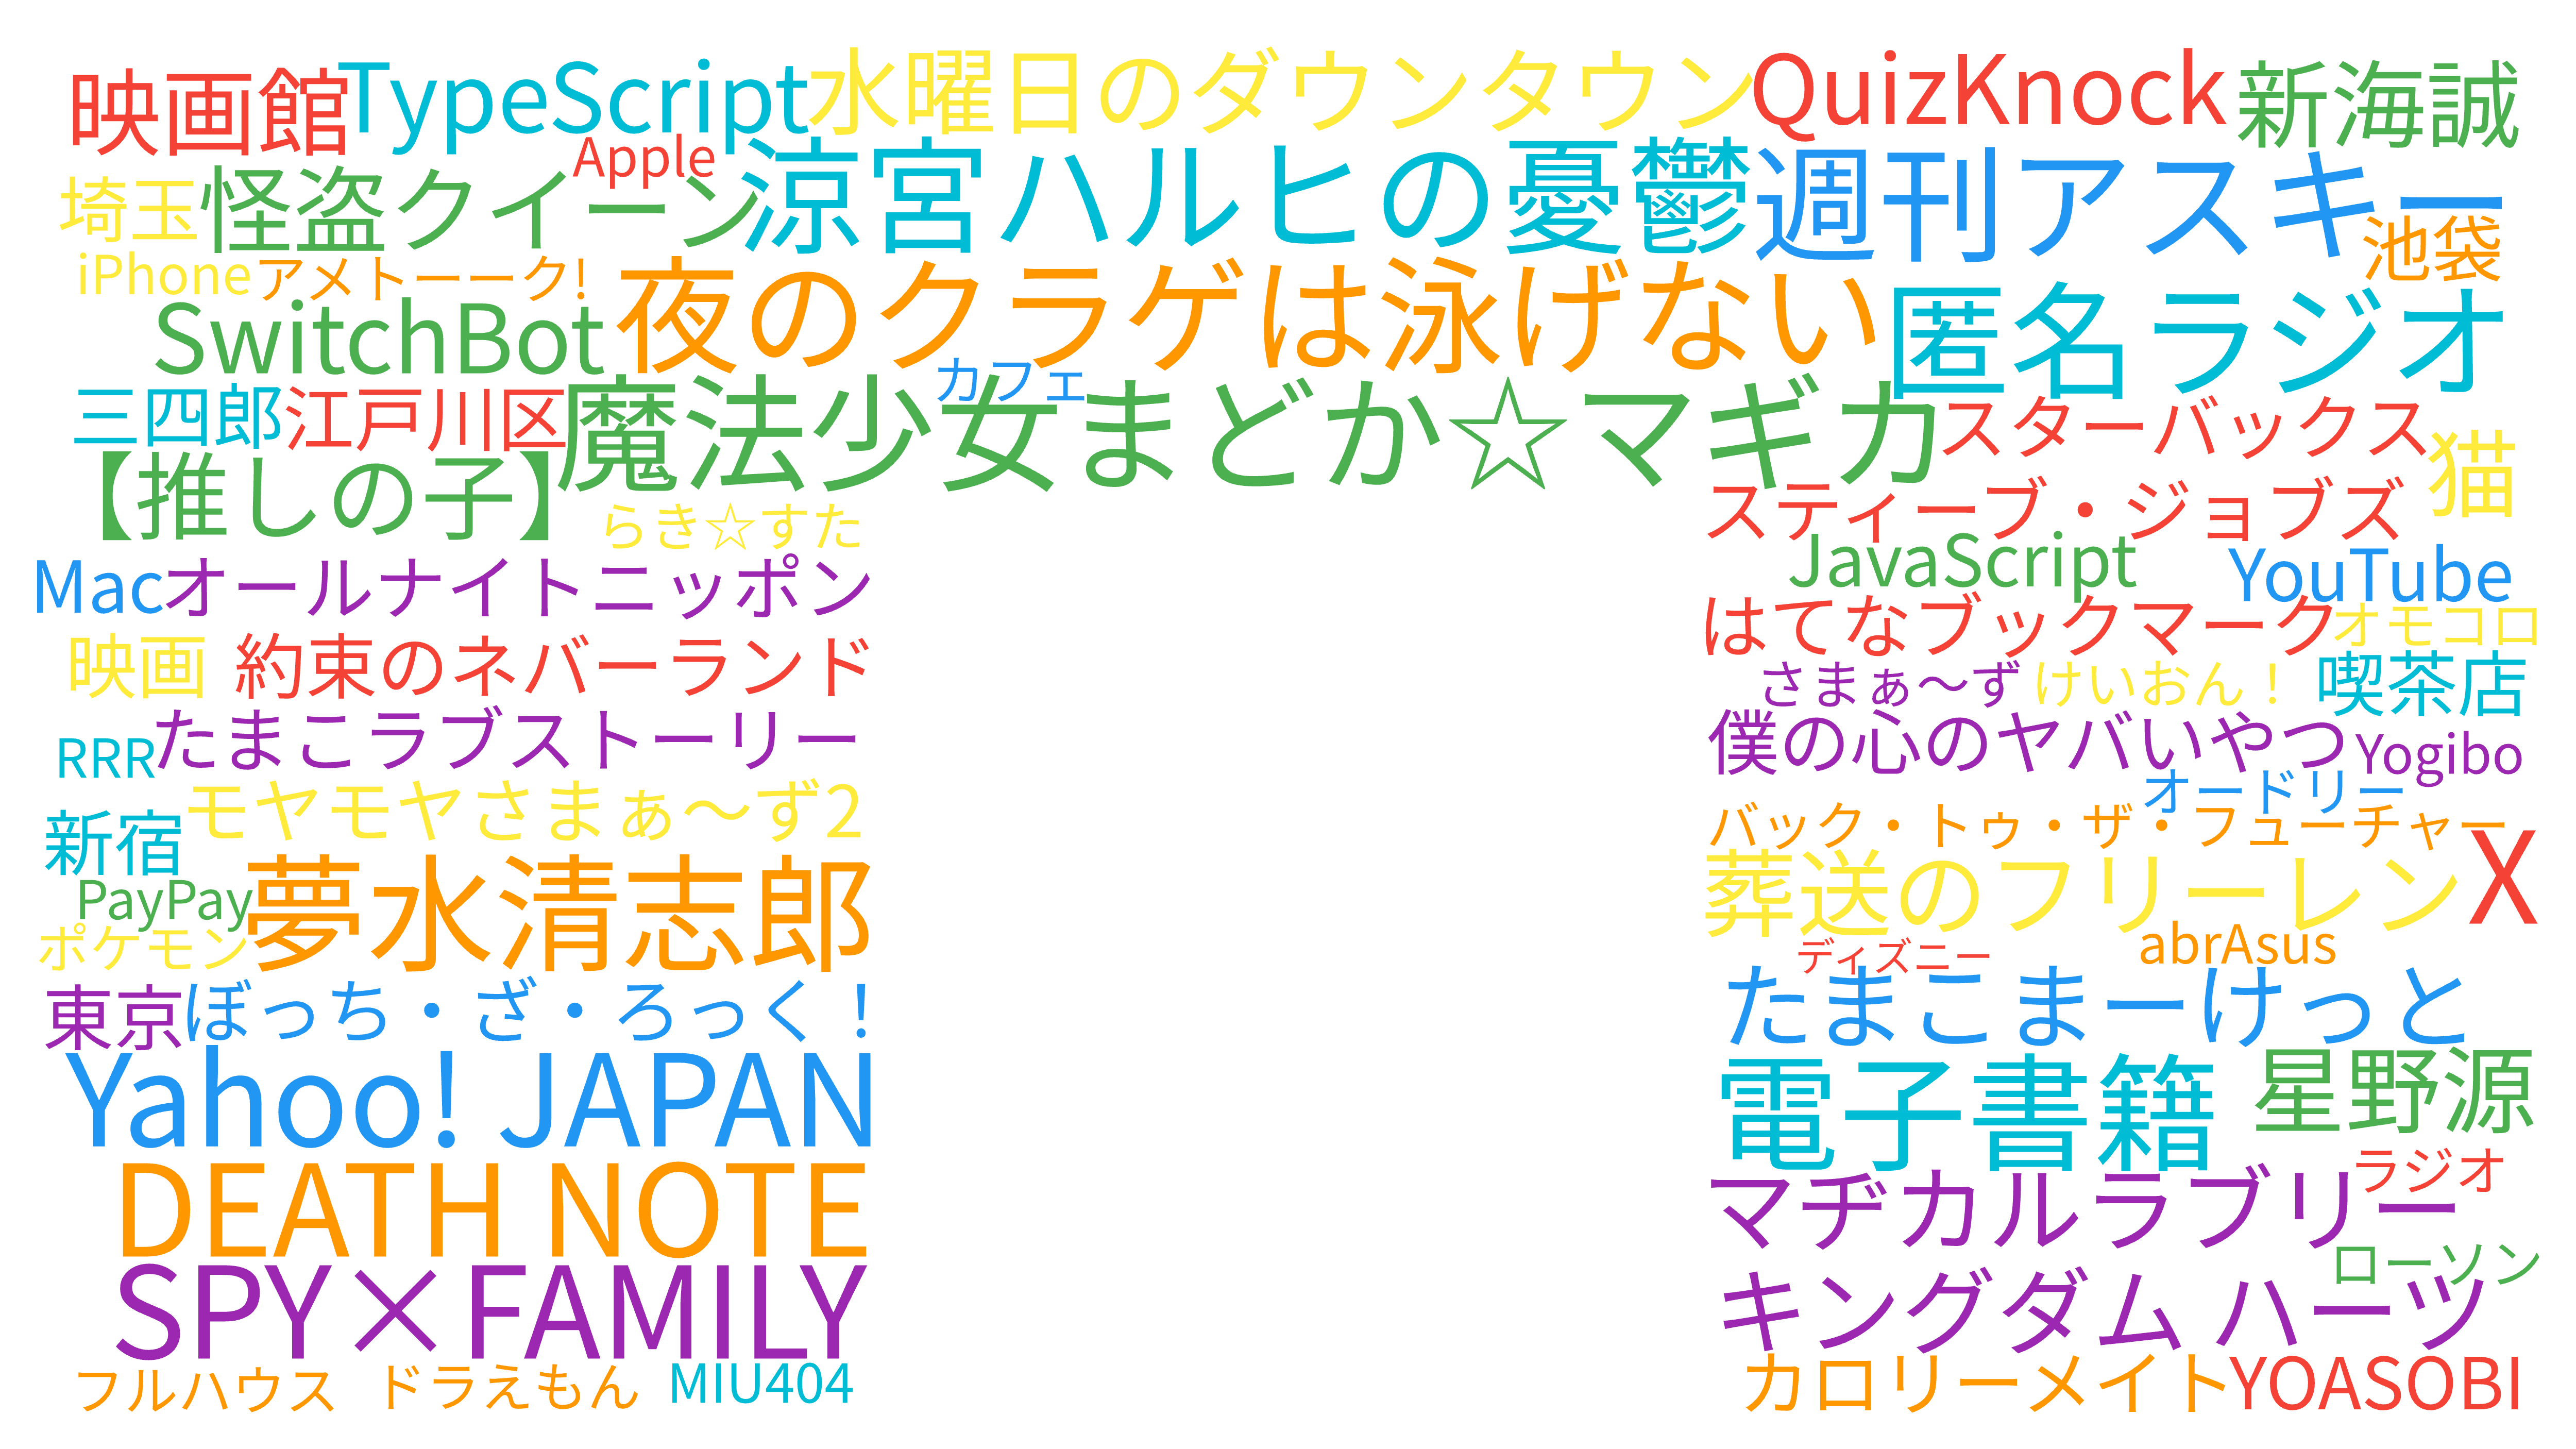 映画館
TypeScript
水曜日のダウンタウン
QuizKnock
新海誠
Apple
埼玉
怪盗クイーン
涼宮ハルヒの憂鬱
週刊アスキー
池袋
iPhone
アメトーーク!
夜のクラゲは泳げない
匿名ラジオ
SwitchBot
カフェ
三四郎
江戸川区
魔法少女まどか☆マギカ
スターバックス
猫
【推しの子】
らき☆すた
スティーブ・ジョブズ
JavaScript
YouTube
Mac
オールナイトニッポン
はてなブックマーク
オモコロ
映画
約束のネバーランド
さまぁ〜ず
けいおん！
喫茶店
RRR
たまこラブストーリー
僕の心のヤバいやつ
Yogibo
オードリー
新宿
モヤモヤさまぁ〜ず2
バック・トゥ・ザ・フューチャー
X
PayPay
夢水清志郎
葬送のフリーレン
ポケモン
ディズニー
abrAsus
東京
ぼっち・ざ・ろっく！
たまこまーけっと
Yahoo! JAPAN
電子書籍
星野源
DEATH NOTE
ラジオ
マヂカルラブリー
SPY×FAMILY
ローソン
キングダム ハーツ
フルハウス
ドラえもん
MIU404
カロリーメイト
YOASOBI